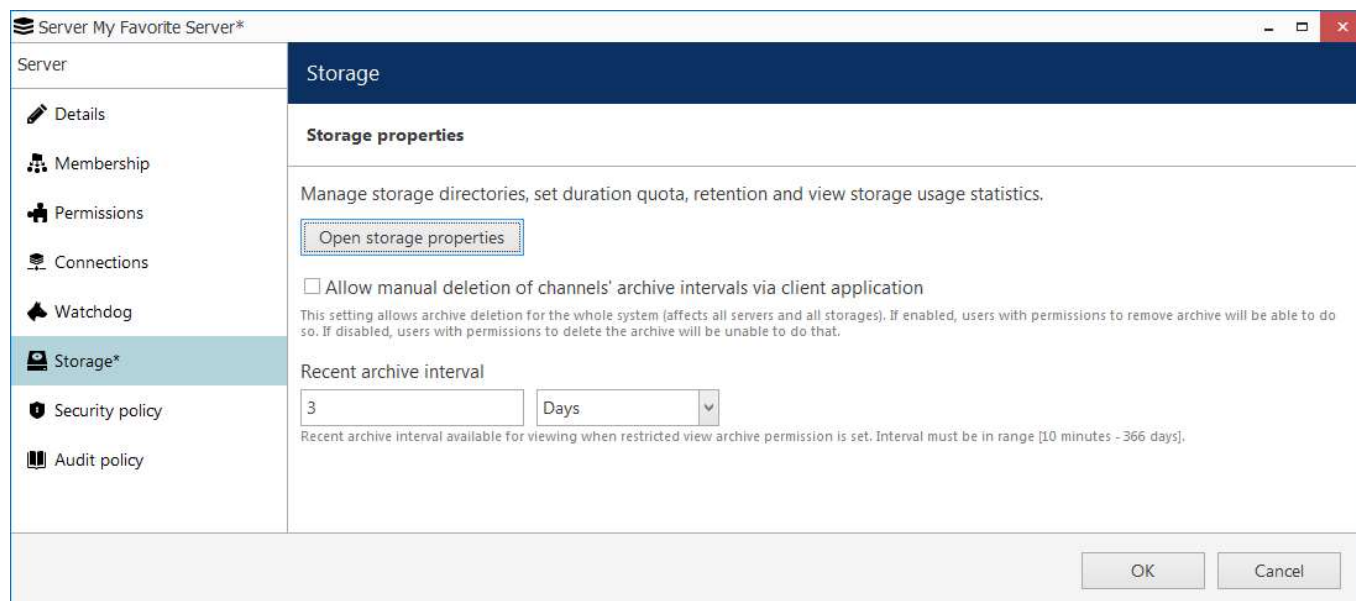 Server My Favorite Server*
Server
Details
Membership
Permissions
Connections
Watchdog
Storage*
Security policy
Audit policy
Storage
Storage properties
Manage storage directories, set duration quota, retention and view storage usage statistics.
Open storage properties
Allow manual deletion of channels' archive intervals via client application
This setting allows archive deletion for the whole system (affects all servers and all storages). If enabled, users with permissions to remove archive will be able to do
so. If disabled, users with permissions to delete the archive will be unable to do that.
Recent archive interval
3 Days
Recent archive interval available for viewing when restricted view archive permission is set. Interval must be in range [10 minutes - 366 days].
OK Cancel